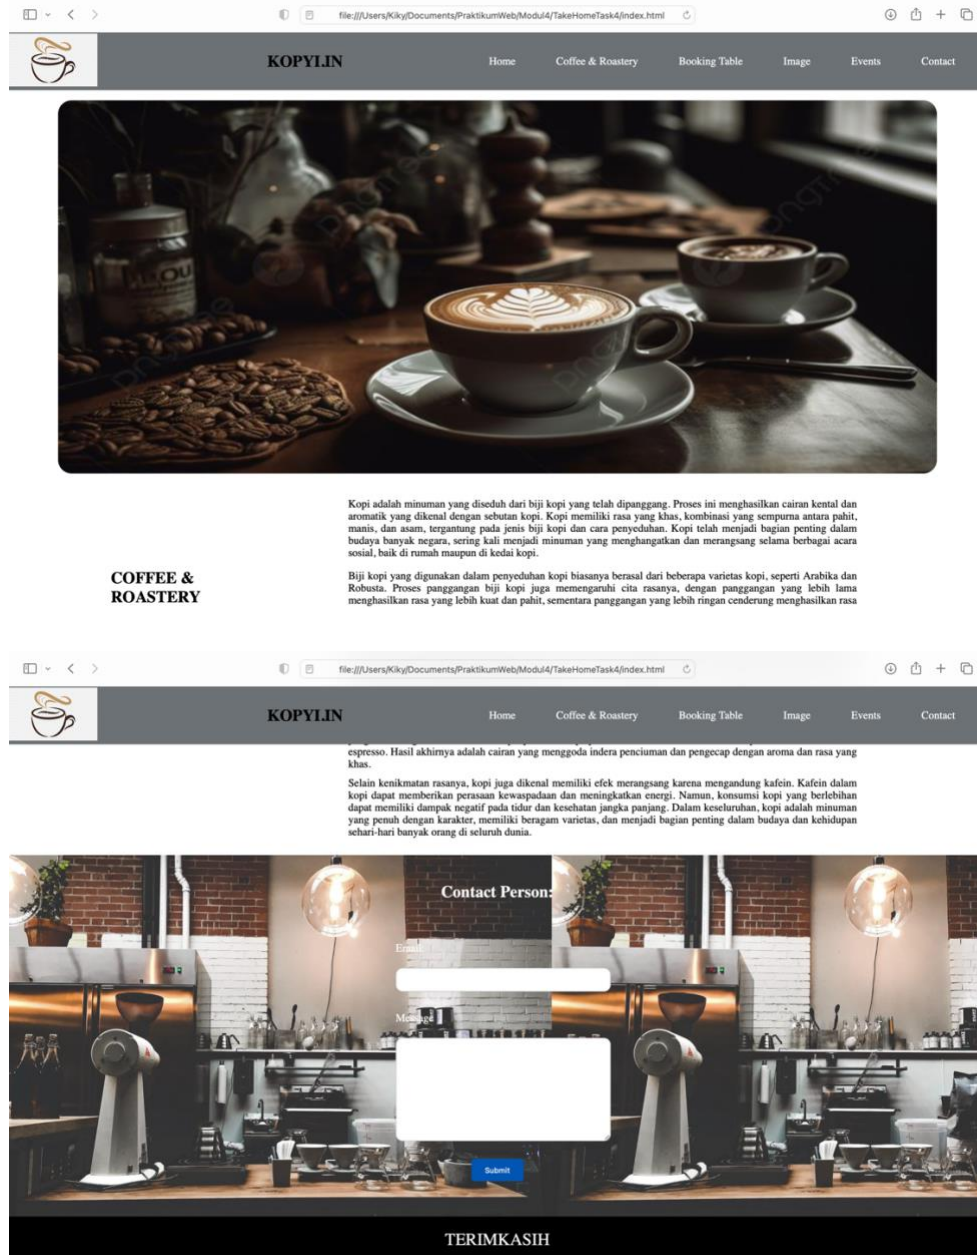 file:///Users/Kiky/Documents/PraktikumWeb/Modul4/TakeHomeTask4/index.html
KOPYI.IN
Home Coffee & Roastery Booking Table Image Events Contact
Kopi adalah minuman yang diseduh dari biji kopi yang telah dipanggang. Proses ini menghasilkan cairan kental dan
aromatik yang dikenal dengan sebutan kopi. Kopi memiliki rasa yang khas, kombinasi yang sempurna antara pahit,
manis, dan asam, tergantung pada jenis biji kopi dan cara penyeduhan. Kopi telah menjadi bagian penting dalam
budaya banyak negara, sering kali menjadi minuman yang menghangatkan dan merangsang selama berbagai acara
sosial, baik di rumah maupun di kedai kopi.
COFFEE &
ROASTERY
Biji kopi yang digunakan dalam penyeduhan kopi biasanya berasal dari beberapa varietas kopi, seperti Arabika dan
Robusta. Proses panggangan biji kopi juga memengaruhi cita rasanya, dengan panggangan yang lebih lama
menghasilkan rasa yang lebih kuat dan pahit, sementara panggangan yang lebih ringan cenderung menghasilkan rasa
file:///Users/Kiky/Documents/PraktikumWeb/Modul4/TakeHomeTask4/index.html
KOPYI.IN
Home Coffee & Roastery Booking Table Image Events Contact
espresso. Hasil akhirnya adalah cairan yang menggoda indera penciuman dan pengecap dengan aroma dan rasa yang
khas.
Selain kenikmatan rasanya, kopi juga dikenal memiliki efek merangsang karena mengandung kafein. Kafein dalam
kopi dapat memberikan perasaan kewaspadaan dan meningkatkan energi. Namun, konsumsi kopi yang berlebihan
dapat memiliki dampak negatif pada tidur dan kesehatan jangka panjang. Dalam keseluruhan, kopi adalah minuman
yang penuh dengan karakter, memiliki beragam varietas, dan menjadi bagian penting dalam budaya dan kehidupan
sehari-hari banyak orang di seluruh dunia.
Contact Person:
Email:
Message
Submit
TERIMKASIH